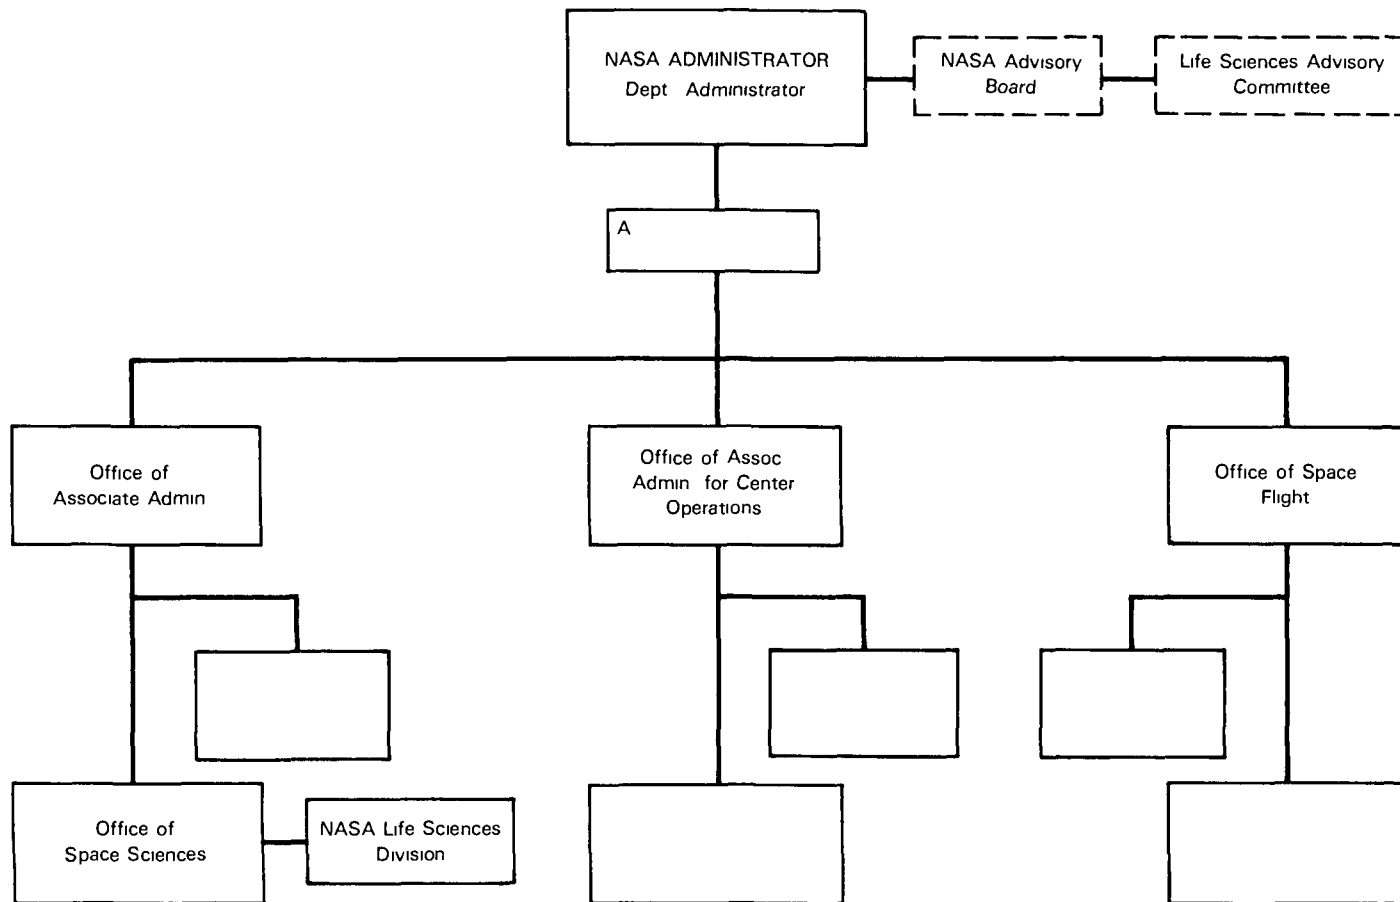 NASA ADMINISTRATOR
Dept Administrator
NASA Advisory
Board
Life Sciences Advisory
Committee
A
Office of
Associate Admin
Office of Assoc
Admin for Center
Operations
Office of Space
Flight
Office of
Space Sciences
NASA Life Sciences
Division